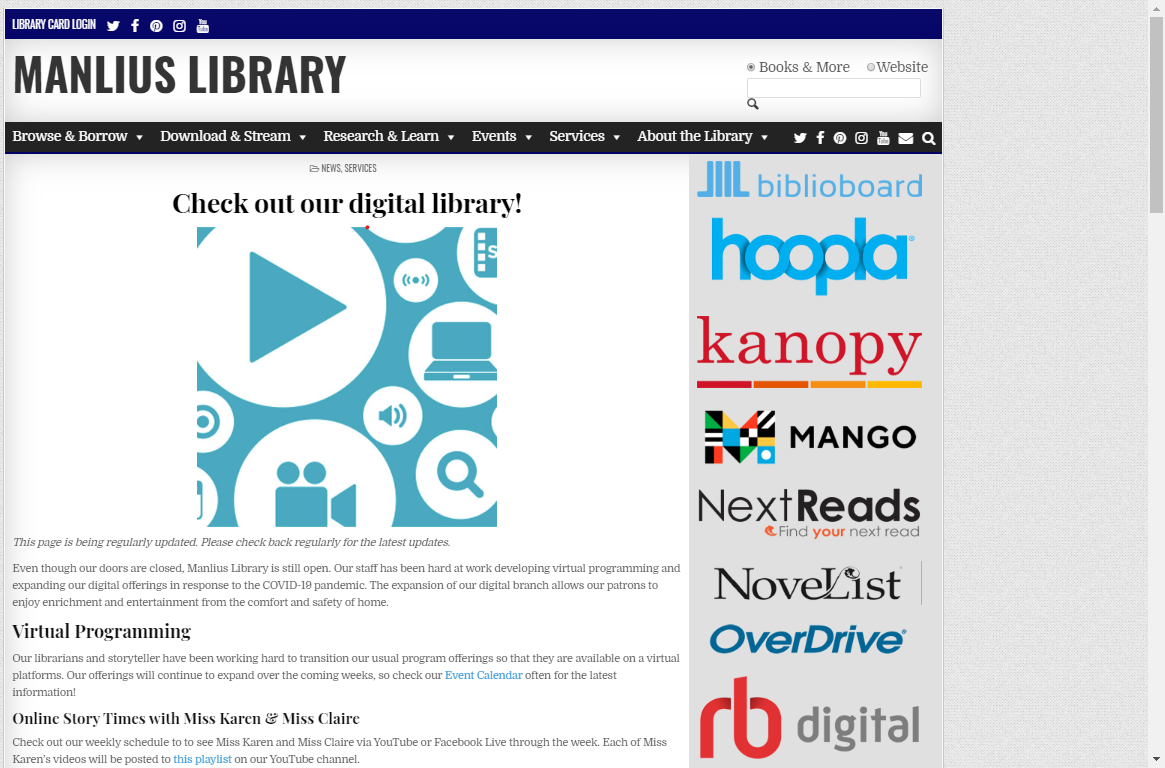 LIBRARY CARD LOGIN
MANLIUS LIBRARY
Books & More Website
Browse & Borrow Download & Stream Research & Learn Events Services About the Library
NEWS, SERVICES
Check out our digital library!
This page is being regularly updated. Please check back regularly for the latest updates.
Even though our doors are closed, Manlius Library is still open. Our staff has been hard at work developing virtual programming and
expanding our digital offerings in response to the COVID-19 pandemic. The expansion of our digital branch allows our patrons to
enjoy enrichment and entertainment from the comfort and safety of home.
Virtual Programming
Our librarians and storyteller have been working hard to transition our usual program offerings so that they are available on a virtual
platforms. Our offerings will continue to expand over the coming weeks, so check our Event Calendar often for the latest
information!
Online Story Times with Miss Karen & Miss Claire
Check out our weekly schedule to to see Miss Karen and Miss Claire via YouTube or Facebook Live through the week. Each of Miss
Karen's videos will be posted to this playlist on our YouTube channel.
biblioboard
hoopla
kanopy
MANGO
NextReads
Find your next read
NoveList
OverDrive
rb digital